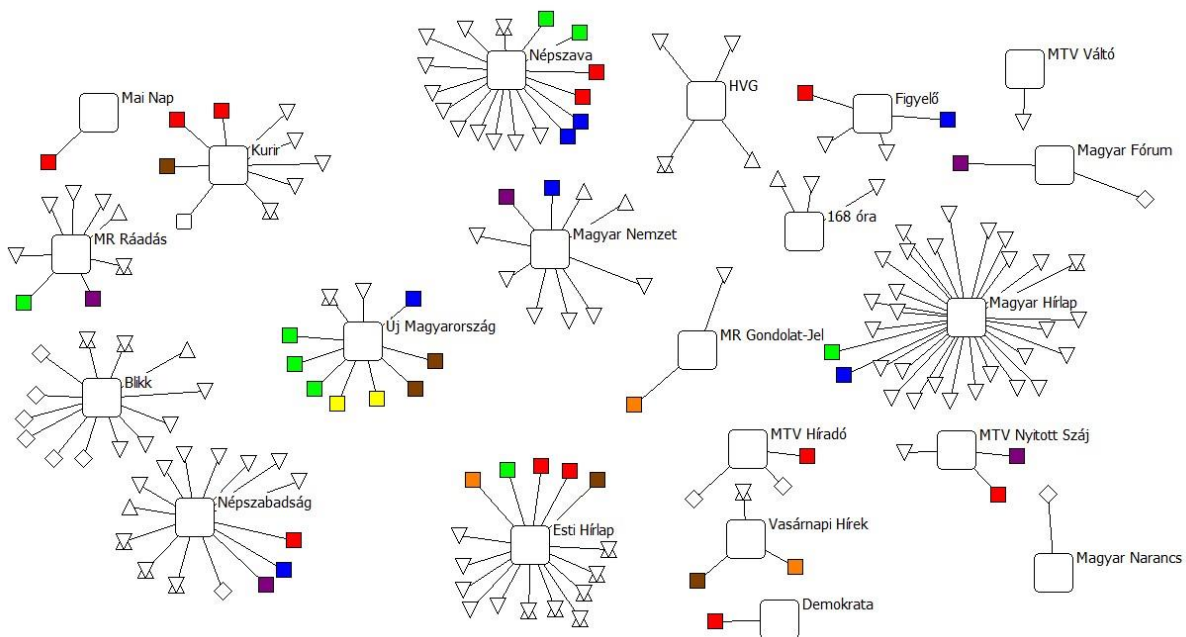 Népszava
MTV Váltó
Mai Nap
HVG
Figyelő
Kurir
Magyar Fórum
168 óra
MR Ráadás
Magyar Nemzet
Magyar Hírlap
Új Magyarország
MR Gondolat-Jel
Blikk
MTV Híradó
MTV Nyitott Száj
Népszabadság
Esti Hírlap
Vasárnapi Hírek
Magyar Narancs
Demokrata